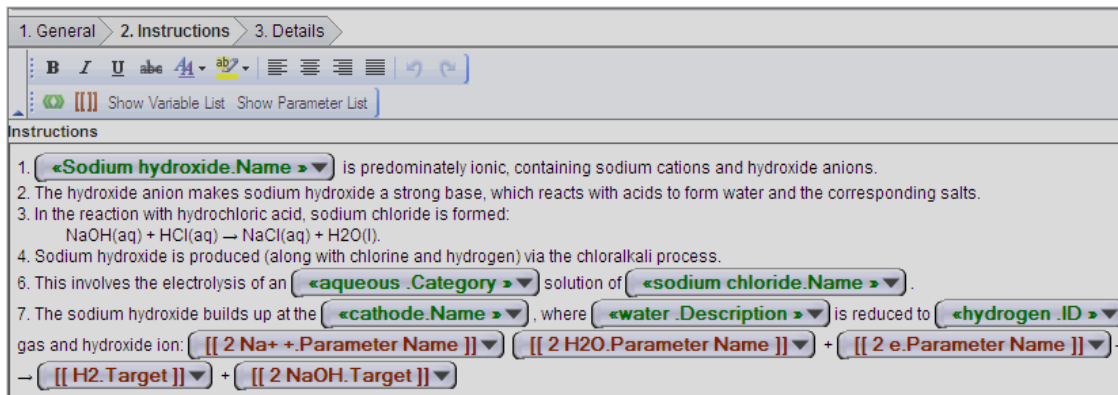 1. General 2. Instructions 3. Details
B I U abc A ab
[[]] Show Variable List Show Parameter List
Instructions
1. «Sodium hydroxide.Name » is predominately ionic, containing sodium cations and hydroxide anions.
2. The hydroxide anion makes sodium hydroxide a strong base, which reacts with acids to form water and the corresponding salts.
3. In the reaction with hydrochloric acid, sodium chloride is formed:
NaOH(aq) + HCl(aq) → NaCl(aq) + H2O(l).
4. Sodium hydroxide is produced (along with chlorine and hydrogen) via the chloralkali process.
6. This involves the electrolysis of an «aqueous .Category » solution of «sodium chloride.Name » .
7. The sodium hydroxide builds up at the «cathode.Name » , where «water .Description » is reduced to «hydrogen .ID »
gas and hydroxide ion: [[ 2 Na+ +.Parameter Name ]] [[ 2 H2O.Parameter Name ]] + [[ 2 e.Parameter Name ]] -
→ [[ H2.Target ]] + [[ 2 NaOH.Target ]]